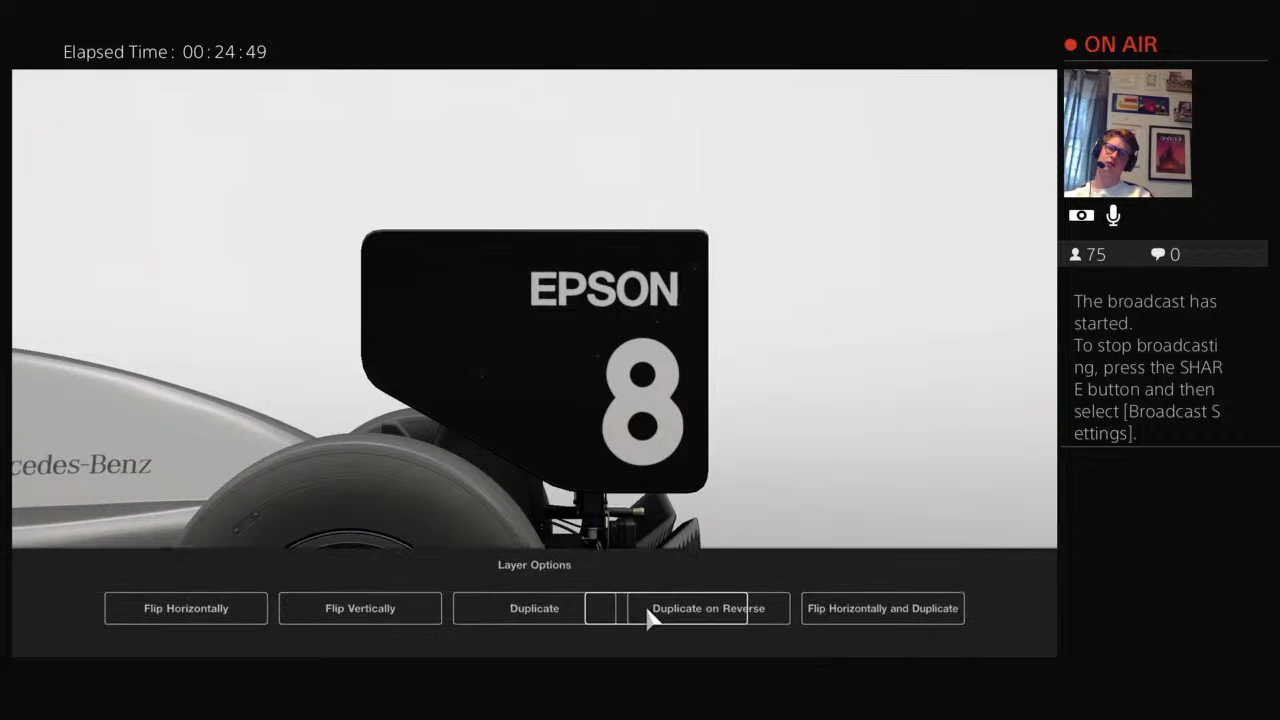 Elapsed Time: 00:24:49
ON AIR
75 0
The broadcast has
started.
To stop broadcasti
ng, press the SHAR
E button and then
select [Broadcast S
ettings].
EPSON
8
cedes-Benz
Layer Options
Flip Horizontally Flip Vertically Duplicate Duplicate on Reverse Flip Horizontally and Duplicate